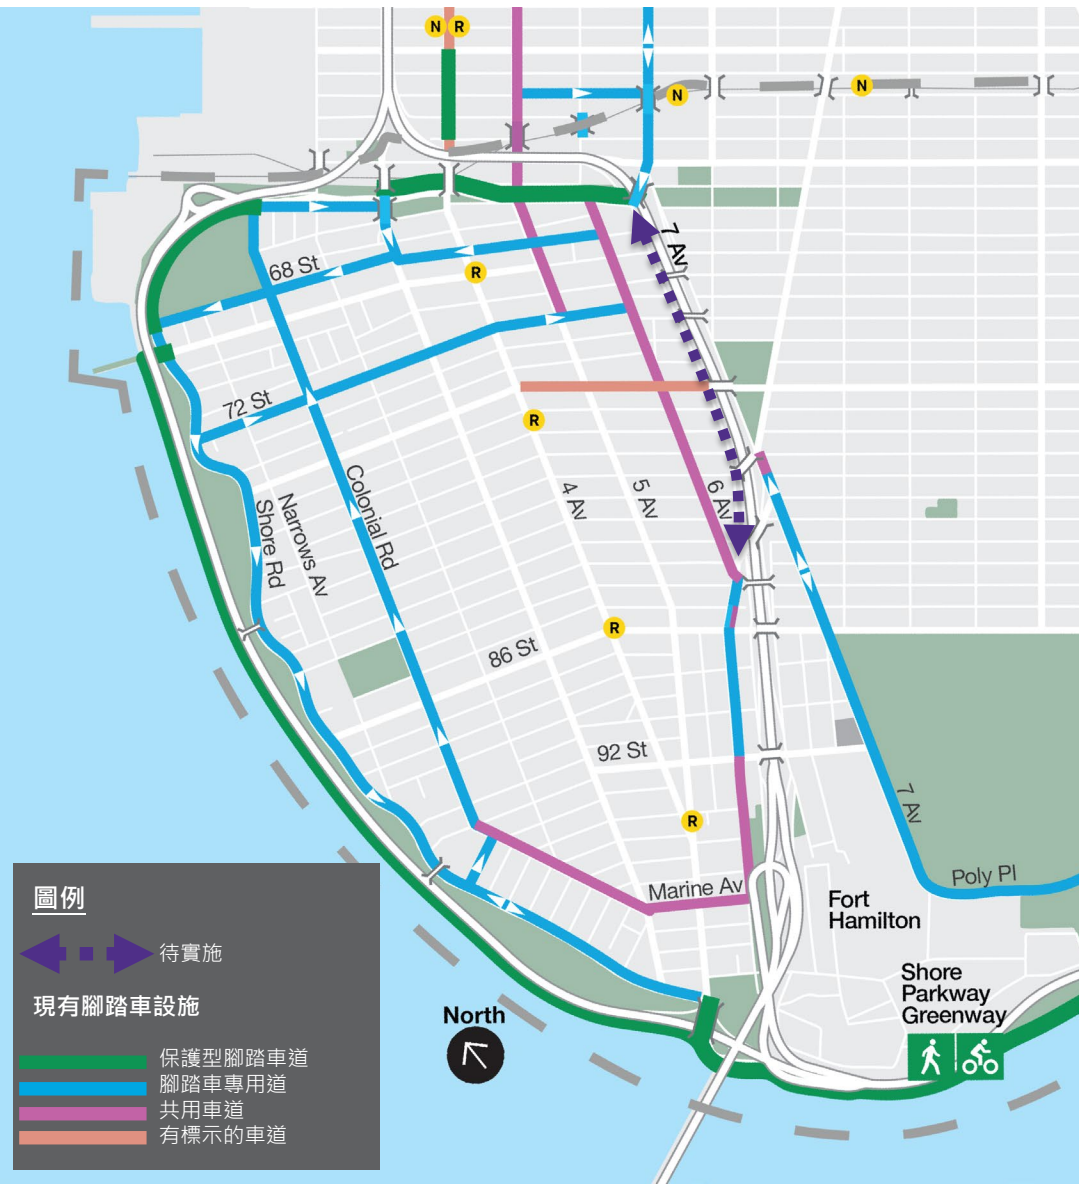 N R
N
N
7 Av
68 St
R
72 St
R
Colonial Rd
Narrows Av
Shore Rd
4 Av
5 Av
6 Av
R
86 St
92 St
R
7 Av
Marine Av
Poly Pl
Fort
Hamilton
Shore
Parkway
Greenway
North
圖例
待實施
現有腳踏車設施
保護型腳踏車道
腳踏車專用道
共用車道
有標示的車道